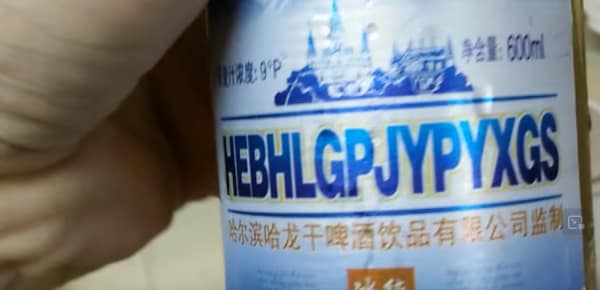 净含量: 600ml
麦汁浓度: 9°P
HEBHLGPJYPYXGS
哈尔滨哈龙干啤酒饮品有限公司监制